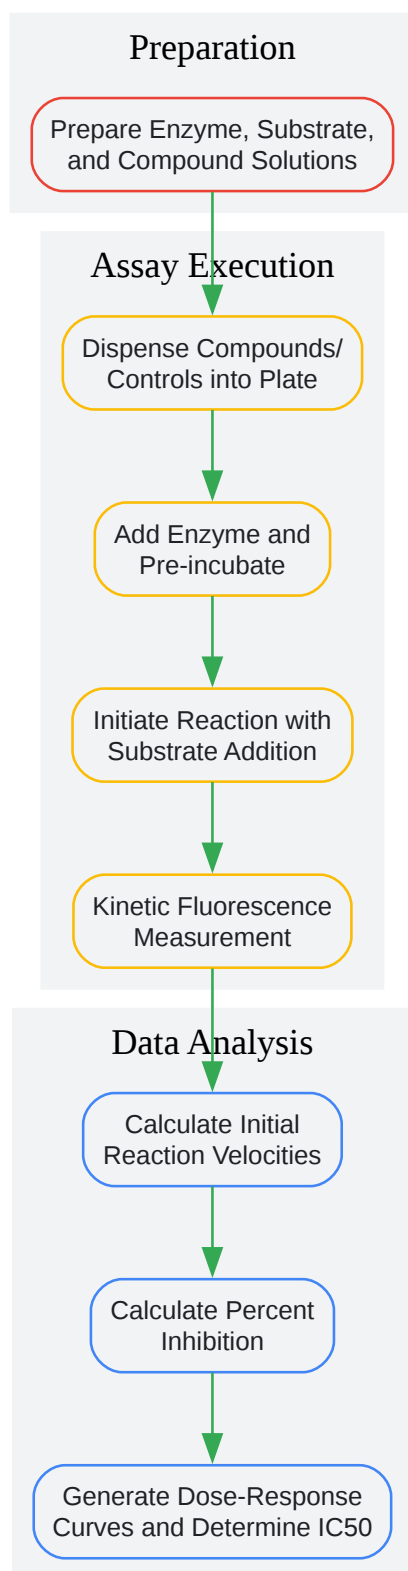 Preparation
Prepare Enzyme, Substrate,
and Compound Solutions
Assay Execution
Dispense Compounds/
Controls into Plate
Add Enzyme and
Pre-incubate
Initiate Reaction with
Substrate Addition
Kinetic Fluorescence
Measurement
Data Analysis
Calculate Initial
Reaction Velocities
Calculate Percent
Inhibition
Generate Dose-Response
Curves and Determine IC50